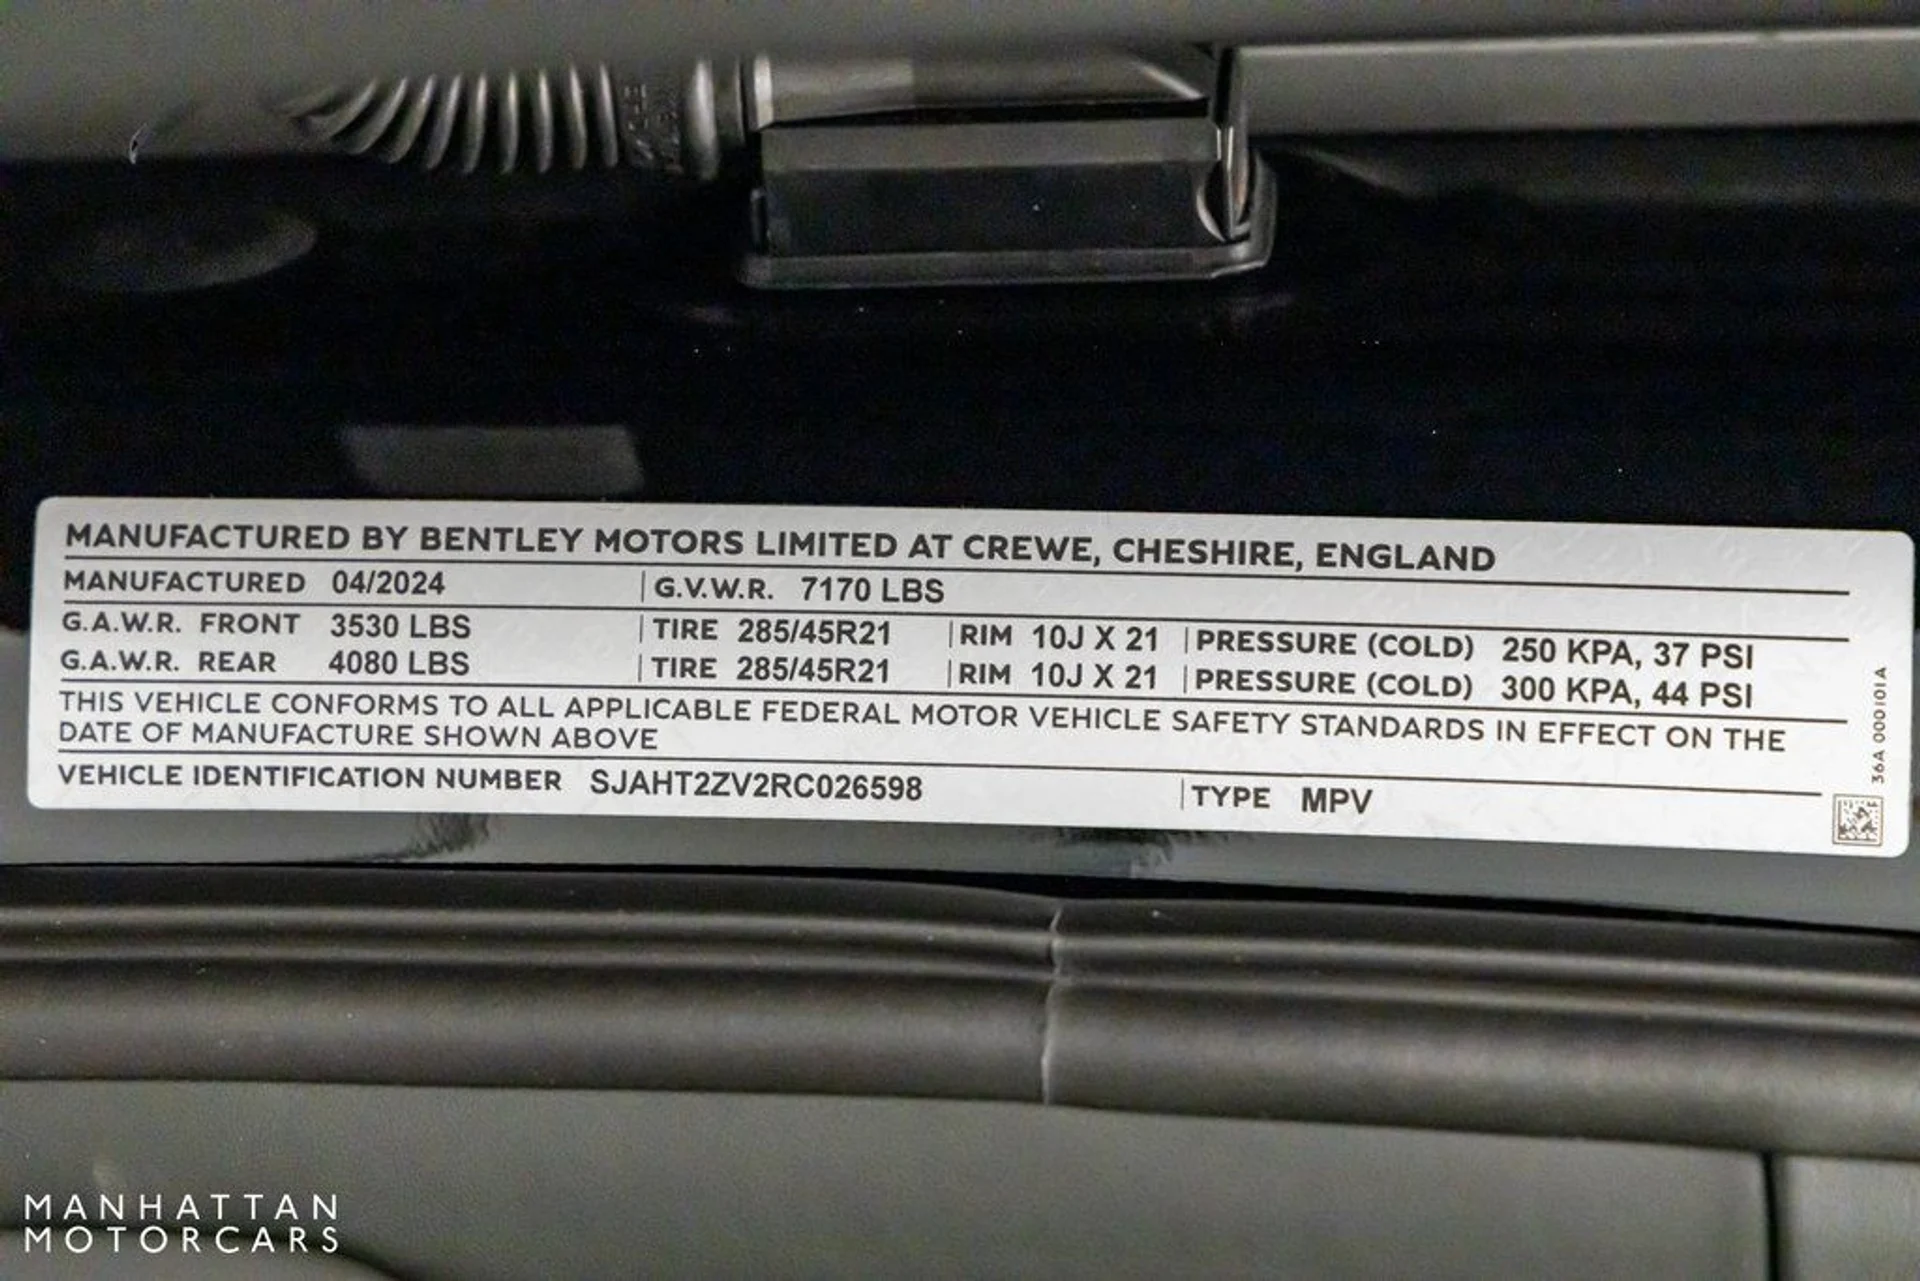 MANUFACTURED BY BENTLEY MOTORS LIMITED AT CREWE, CHESHIRE, ENGLAND
MANUFACTURED 04/2024 G.V.W.R. 7170 LBS
G.A.W.R. FRONT 3530 LBS TIRE 285/45R21 RIM 10J X 21 PRESSURE (COLD) 250 KPA, 37 PSI
G.A.W.R. REAR 4080 LBS TIRE 285/45R21 RIM 10J X 21 PRESSURE (COLD) 300 KPA, 44 PSI
THIS VEHICLE CONFORMS TO ALL APPLICABLE FEDERAL MOTOR VEHICLE SAFETY STANDARDS IN EFFECT ON THE
DATE OF MANUFACTURE SHOWN ABOVE
VEHICLE IDENTIFICATION NUMBER SJAHT2ZV2RC026598 TYPE MPV
36A 000101A
MANHATTAN
MOTORCARS